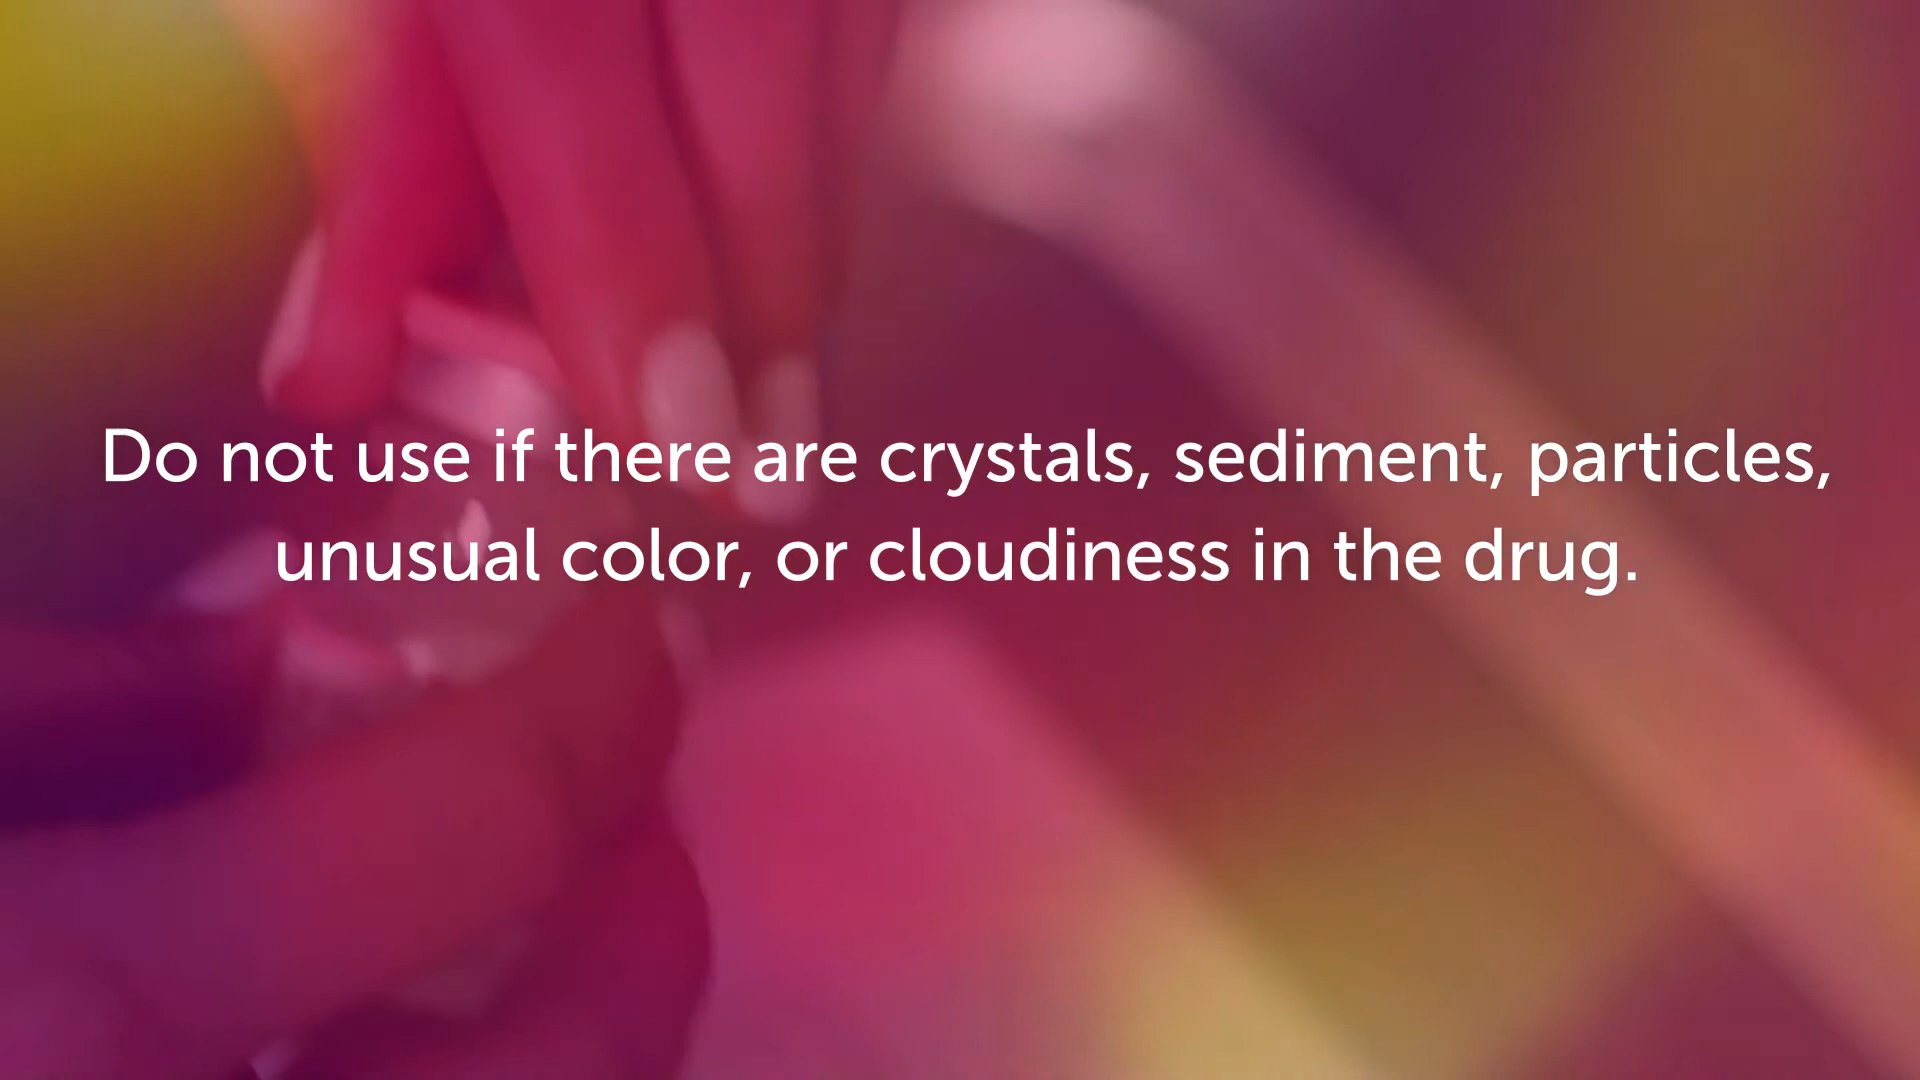 Do not use if there are crystals, sediment, particles,
unusual color, or cloudiness in the drug.